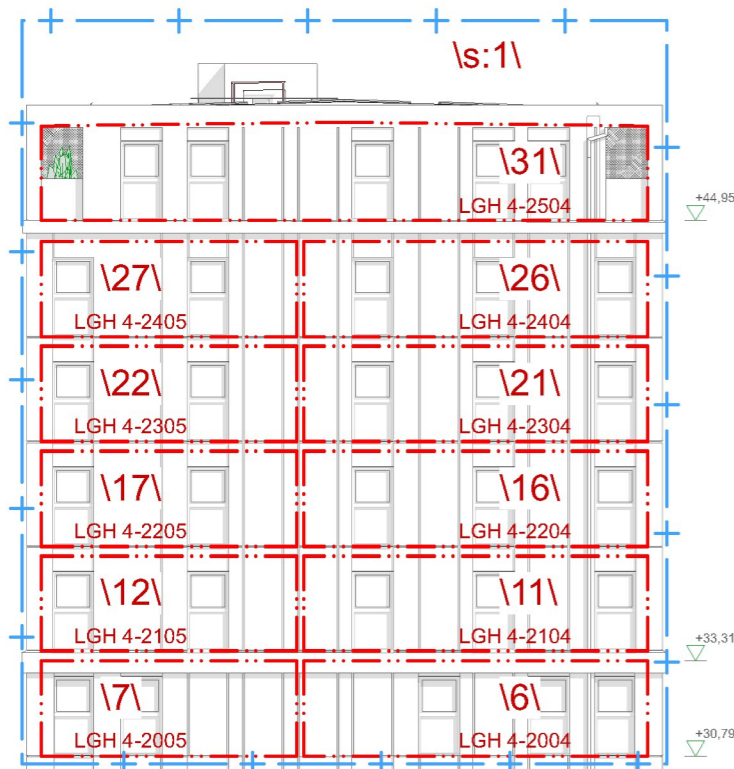 \s:1\
\31\
LGH 4-2504
+44,95
\27\
LGH 4-2405
\26\
LGH 4-2404
\22\
LGH 4-2305
\21\
LGH 4-2304
\17\
LGH 4-2205
\16\
LGH 4-2204
\12\
LGH 4-2105
\11\
LGH 4-2104
+33,31
\7\
LGH 4-2005
\6\
LGH 4-2004
+30,79